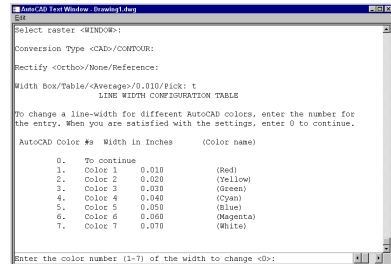 AutoCAD Text Window - Drawing1.dwg
Edit
Select raster <WINDOW>:
Conversion Type <CAD>/CONTOUR:
Rectify <Ortho>/None/Reference:
Width Box/Table/<Average>/0.010/Pick: t
LINE WIDTH CONFIGURATION TABLE
To change a line-width for different AutoCAD colors, enter the number for
the entry. When you are satisfied with the settings, enter 0 to continue.
AutoCAD Color #s Width in Inches (Color name)
0. To continue
1. Color 1 0.010 (Red)
2. Color 2 0.020 (Yellow)
3. Color 3 0.030 (Green)
4. Color 4 0.040 (Cyan)
5. Color 5 0.050 (Blue)
6. Color 6 0.060 (Magenta)
7. Color 7 0.070 (White)
Enter the color number (1-7) of the width to change <0>: